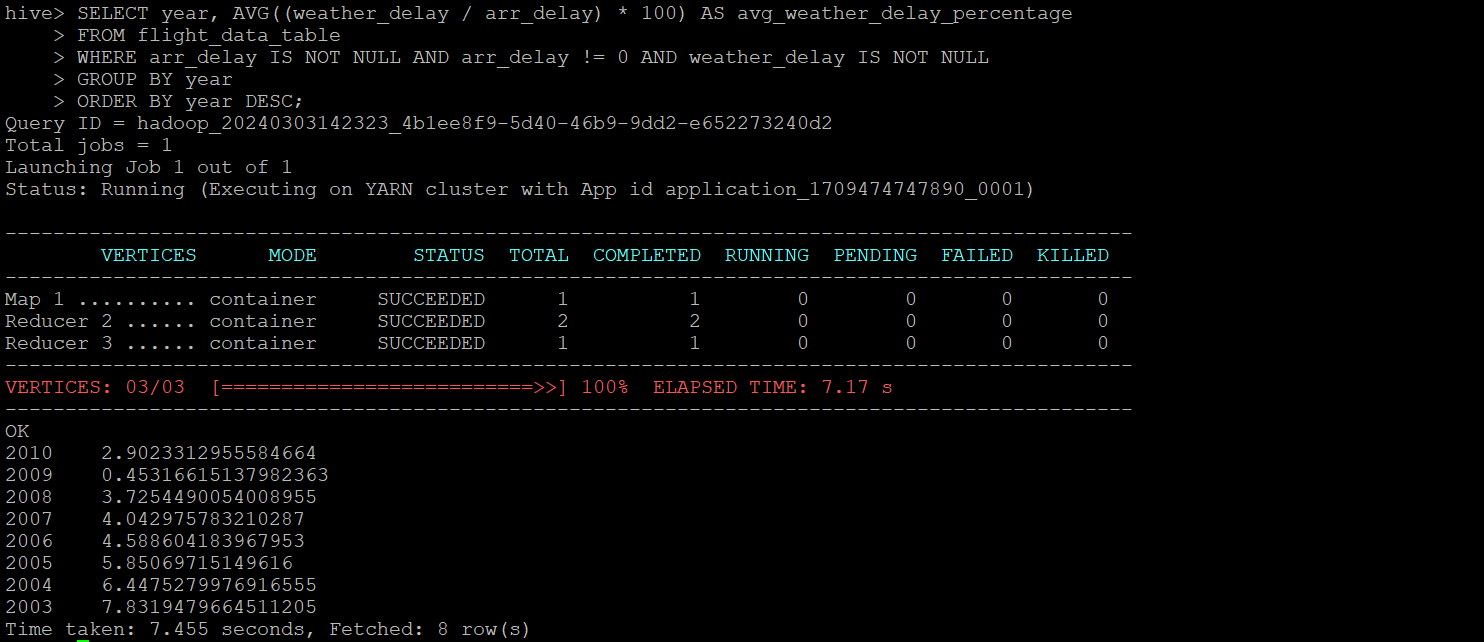 hive> SELECT year, AVG((weather_delay / arr_delay) * 100) AS avg_weather_delay_percentage
    > FROM flight_data_table
    > WHERE arr_delay IS NOT NULL AND arr_delay != 0 AND weather_delay IS NOT NULL
    > GROUP BY year
    > ORDER BY year DESC;
Query ID = hadoop_20240303142323_4b1ee8f9-5d40-46b9-9dd2-e652273240d2
Total jobs = 1
Launching Job 1 out of 1
Status: Running (Executing on YARN cluster with App id application_1709474747890_0001)

----------------------------------------------------------------------------------------------
        VERTICES      MODE        STATUS  TOTAL  COMPLETED  RUNNING  PENDING  FAILED  KILLED
----------------------------------------------------------------------------------------------
Map 1 .......... container     SUCCEEDED      1          1        0        0       0       0
Reducer 2 ...... container     SUCCEEDED      2          2        0        0       0       0
Reducer 3 ...... container     SUCCEEDED      1          1        0        0       0       0
----------------------------------------------------------------------------------------------
VERTICES: 03/03  [==========================>>] 100%  ELAPSED TIME: 7.17 s
----------------------------------------------------------------------------------------------
OK
2010    2.9023312955584664
2009    0.45316615137982363
2008    3.7254490054008955
2007    4.042975783210287
2006    4.588604183967953
2005    5.85069715149616
2004    6.4475279976916555
2003    7.8319479664511205
Time taken: 7.455 seconds, Fetched: 8 row(s)